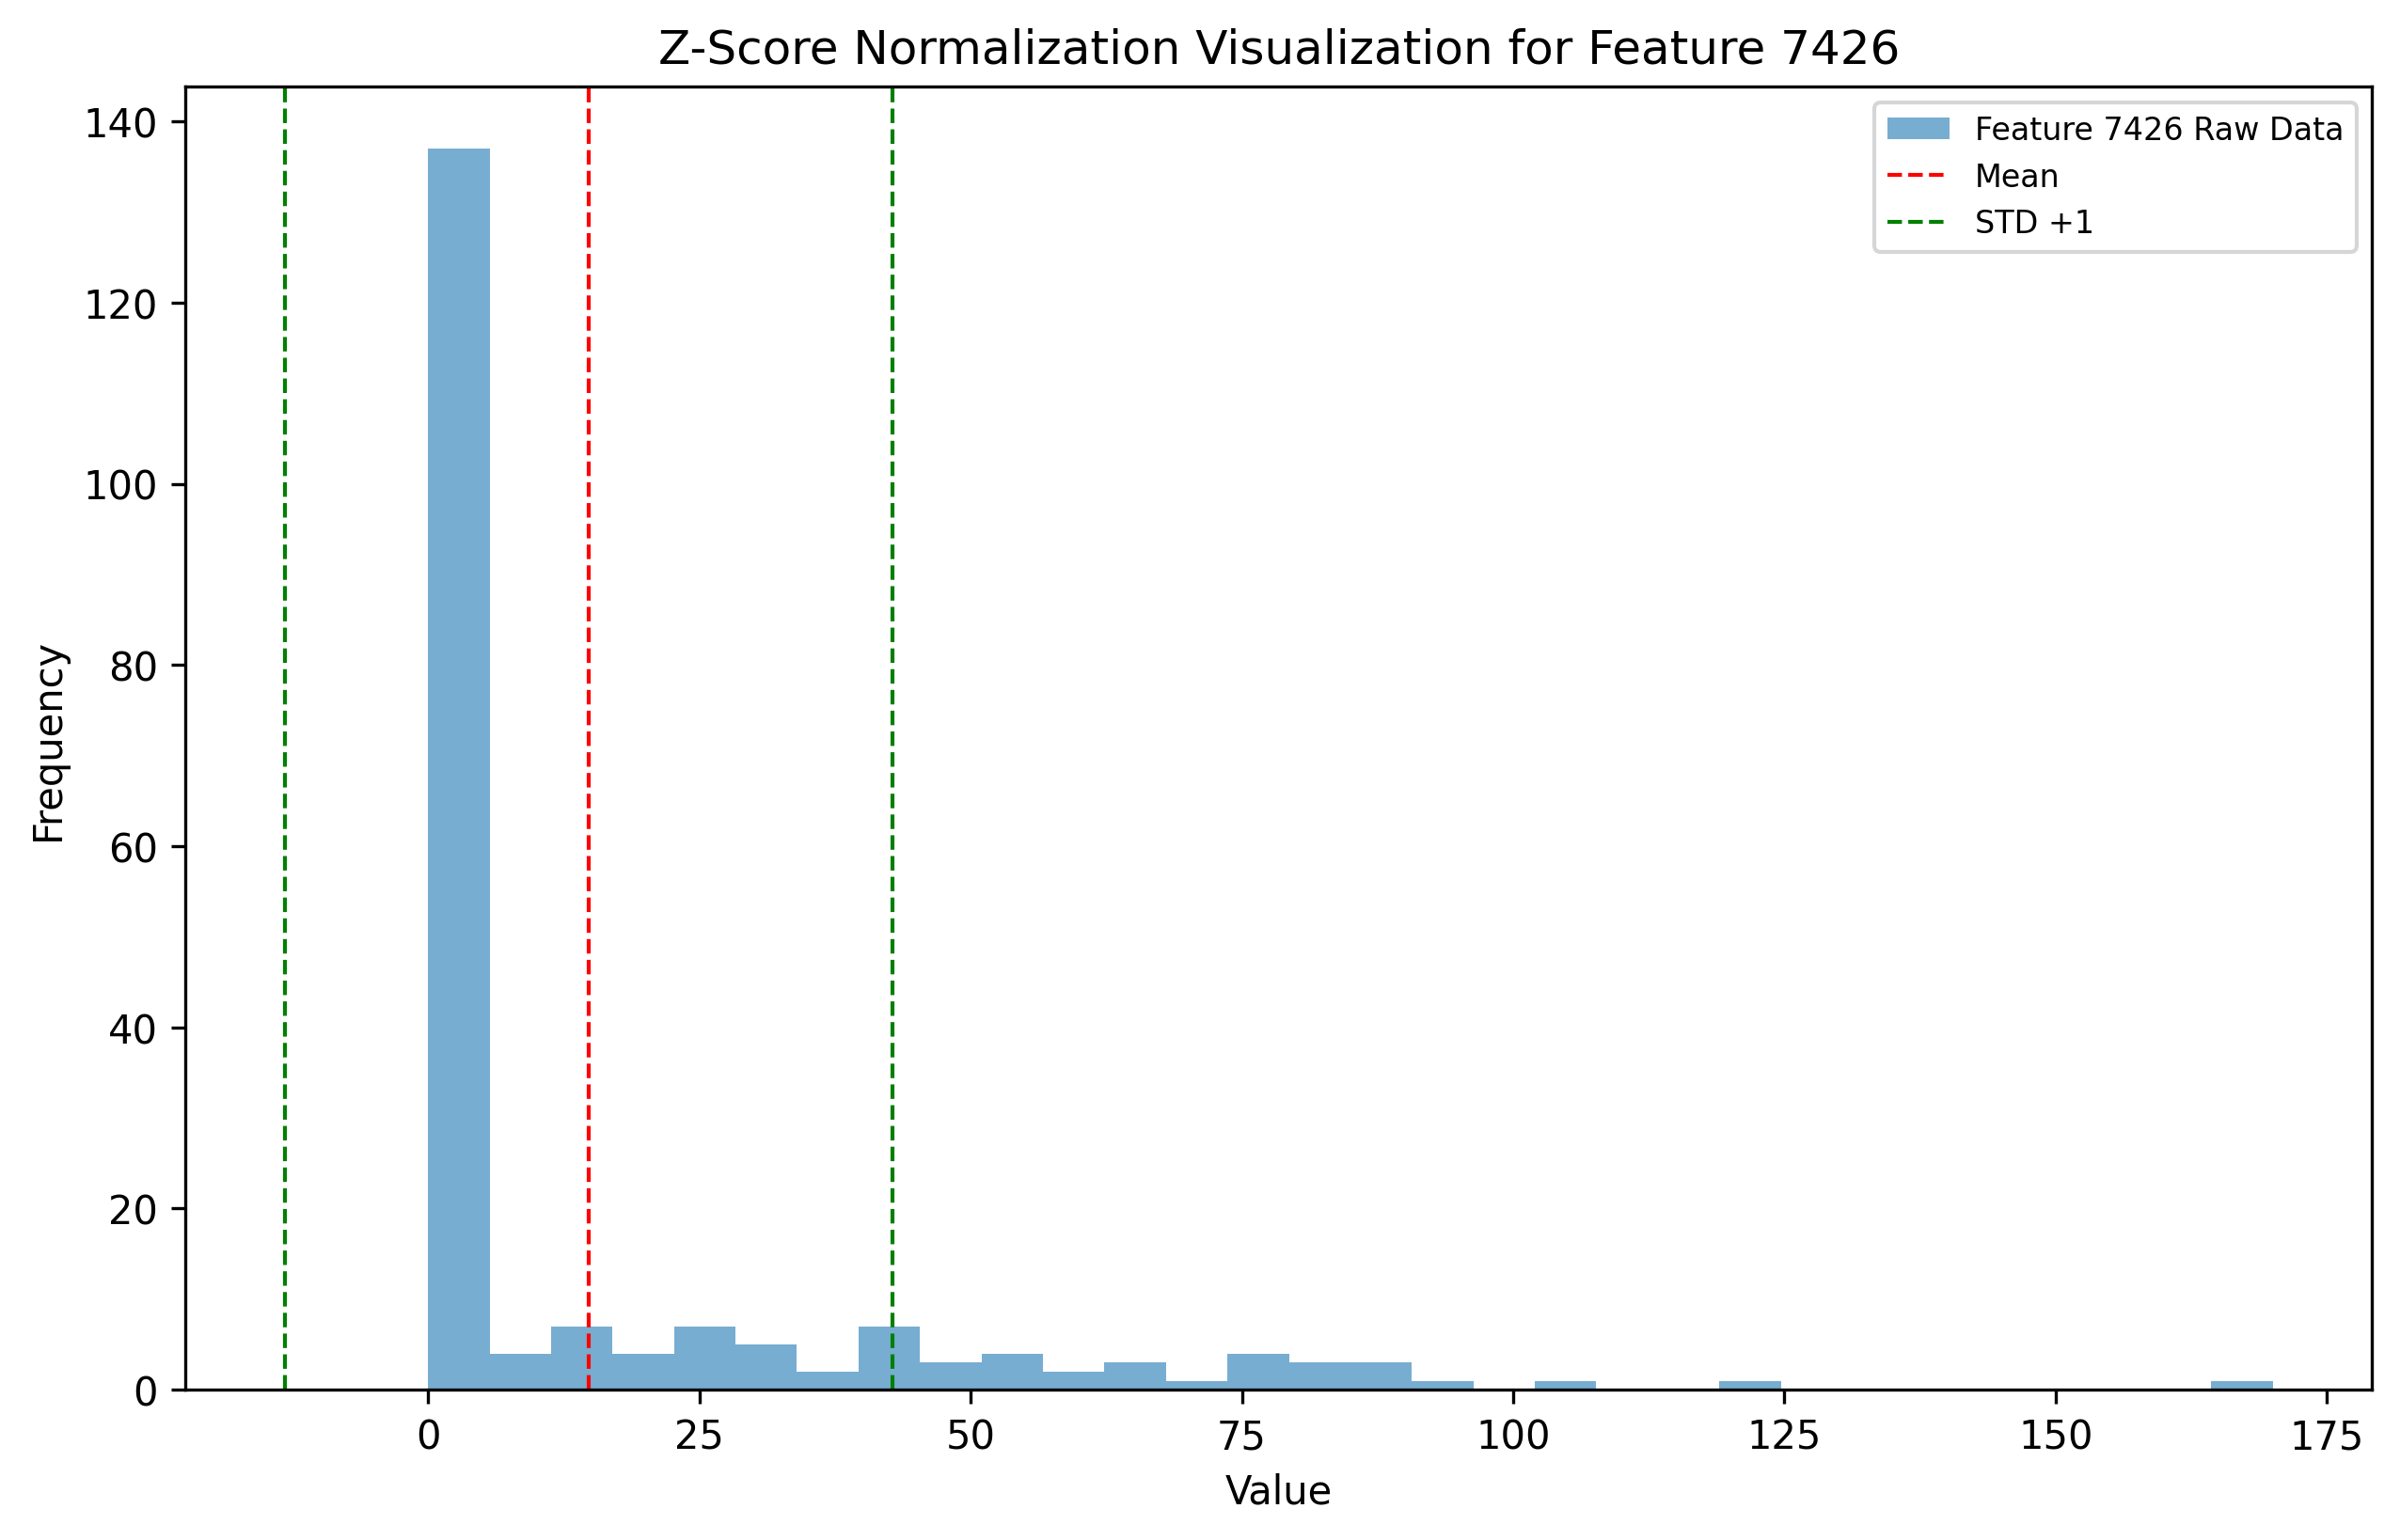 Z-Score Normalization Visualization for Feature 7426
Feature 7426 Raw Data
Mean
STD +1
140
120
100
80
60
40
20
0
Frequency
0 25 50 75 100 125 150 175
Value